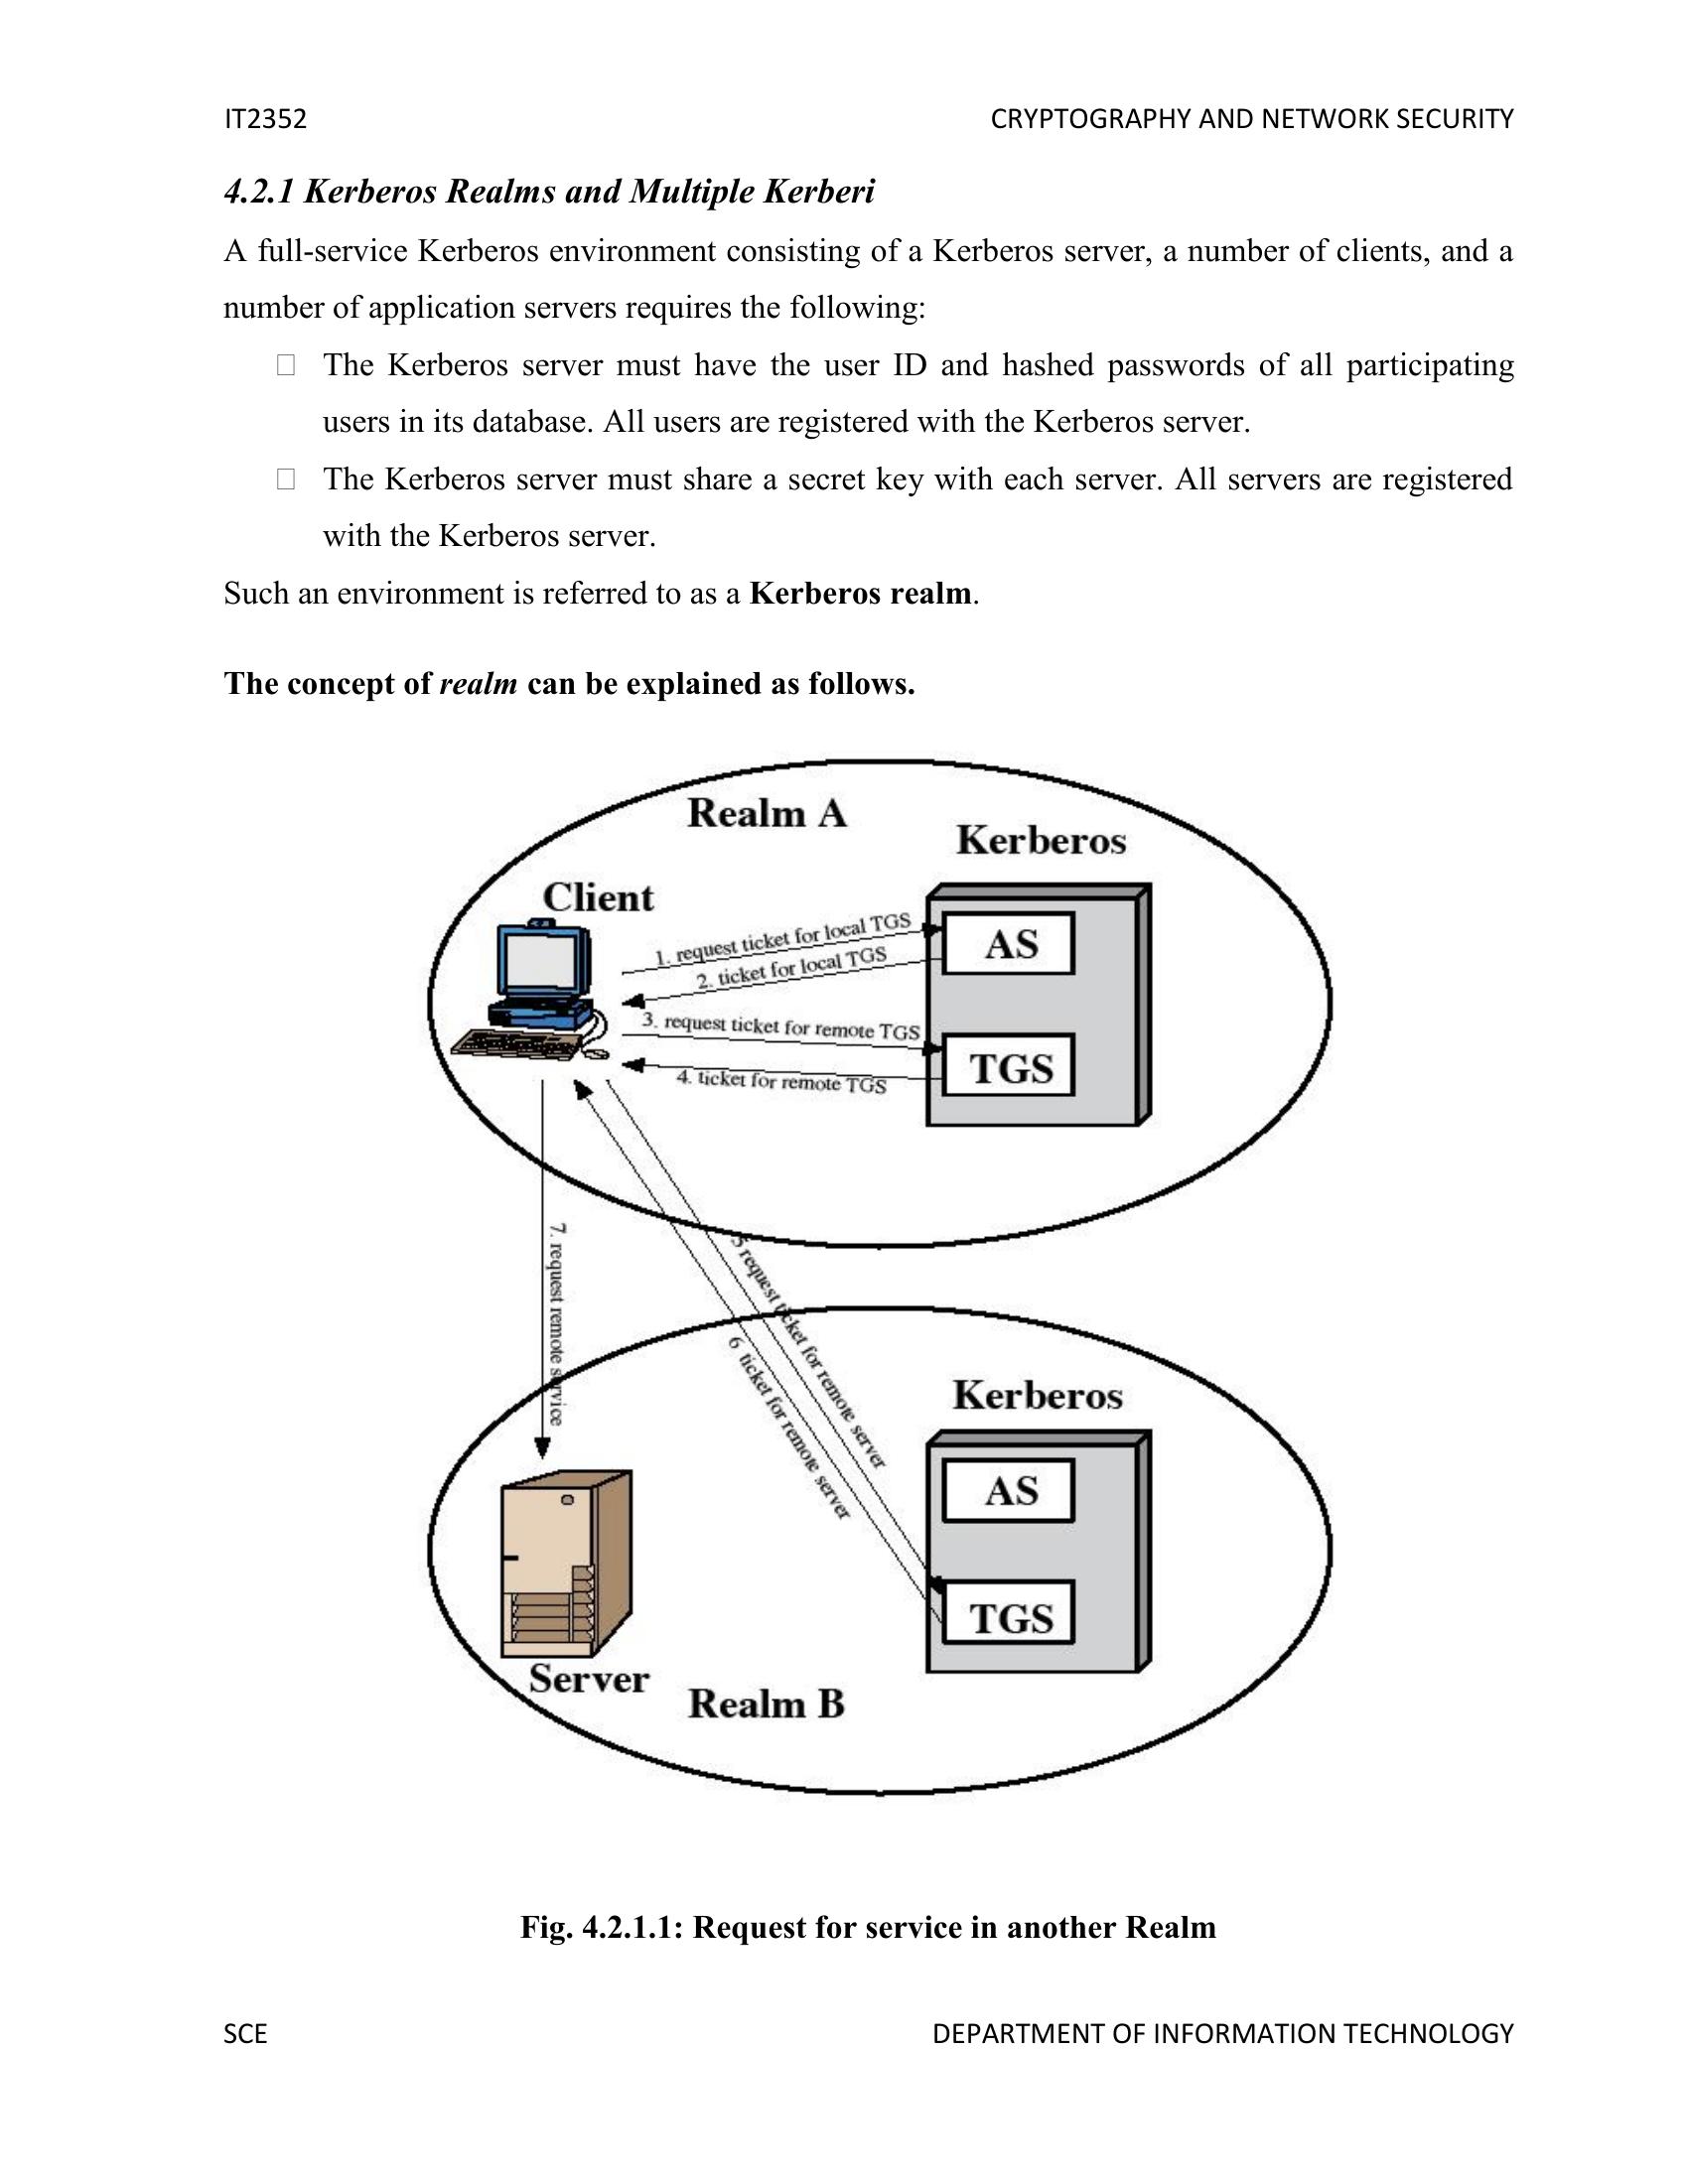 IT2352 CRYPTOGRAPHY AND NETWORK SECURITY
4.2.1 Kerberos Realms and Multiple Kerberi
A full-service Kerberos environment consisting of a Kerberos server, a number of clients, and a
number of application servers requires the following:
The Kerberos server must have the user ID and hashed passwords of all participating
users in its database. All users are registered with the Kerberos server.
The Kerberos server must share a secret key with each server. All servers are registered
with the Kerberos server.
Such an environment is referred to as a Kerberos realm.
The concept of realm can be explained as follows.
Realm A
Kerberos
Client
1. request ticket for local TGS
AS
2. ticket for local TGS
3. request ticket for remote TGS
TGS
4. ticket for remote TGS
5 request ticket for remote server
6 ticket for remote server
7. request remote service
Kerberos
AS
TGS
Server
Realm B
Fig. 4.2.1.1: Request for service in another Realm
SCE DEPARTMENT OF INFORMATION TECHNOLOGY